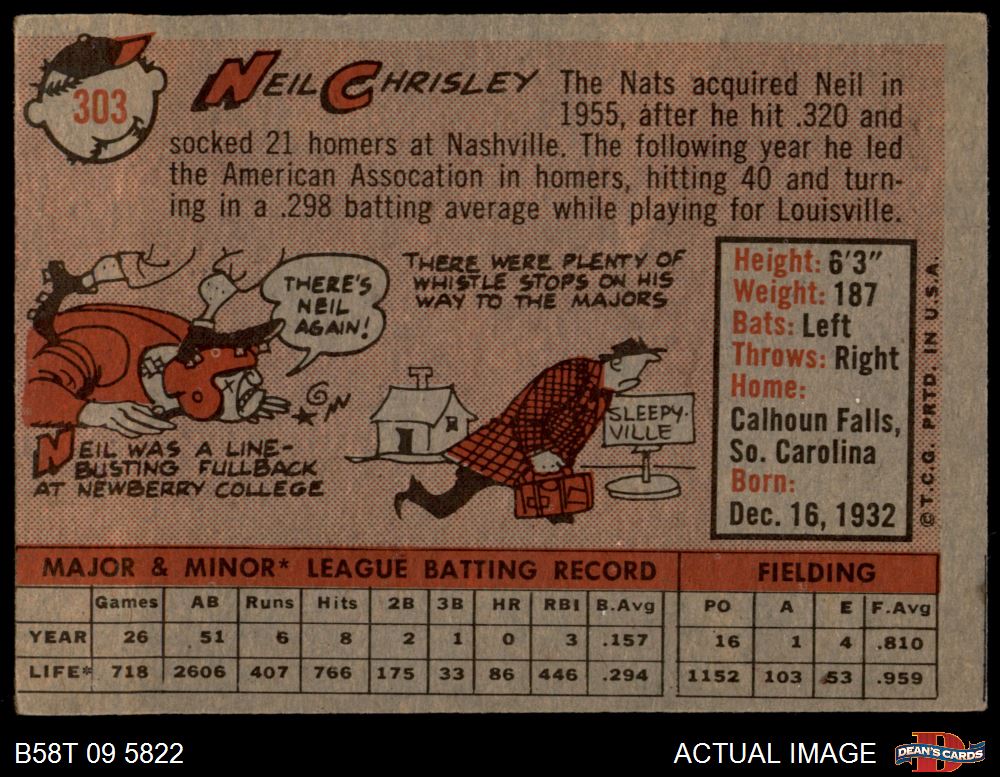 303
NEIL CHRISLEY
The Nats acquired Neil in
1955, after he hit .320 and
socked 21 homers at Nashville. The following year he led
the American Assocation in homers, hitting 40 and turn-
ing in a .298 batting average while playing for Louisville.
THERE'S
NEIL
AGAIN!
NEIL WAS A LINE-
BUSTING FULLBACK
AT NEWBERRY COLLEGE
THERE WERE PLENTY OF
WHISTLE STOPS ON HIS
WAY TO THE MAJORS
SLEEPY-
VILLE
Height: 6'3"
Weight: 187
Bats: Left
Throws: Right
Home:
Calhoun Falls,
So. Carolina
Born:
Dec. 16, 1932
© T.C.G. PRTD. IN U.S.A.
MAJOR & MINOR* LEAGUE BATTING RECORD FIELDING
Games AB Runs Hits 2B 3B HR RBI B.Avg PO A E F.Avg
YEAR 26 51 6 8 2 1 0 3 .157 16 1 4 .810
LIFE* 718 2606 407 766 175 33 86 446 .294 1152 103 53 .959
B58T 09 5822 ACTUAL IMAGE DEAN'S CARDS